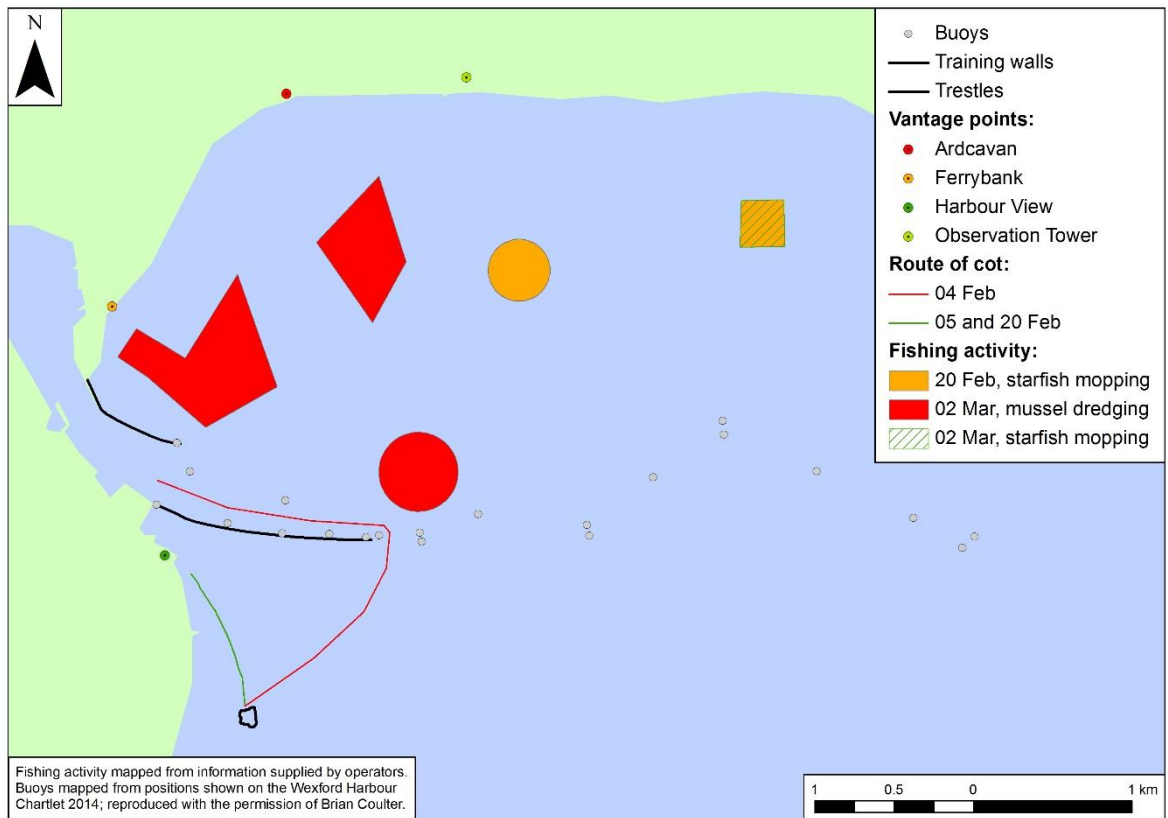 N
Buoys
Training walls
Trestles
Vantage points:
Ardcavan
Ferrybank
Harbour View
Observation Tower
Route of cot:
04 Feb
05 and 20 Feb
Fishing activity:
20 Feb, starfish mopping
02 Mar, mussel dredging
02 Mar, starfish mopping
Fishing activity mapped from information supplied by operators.
Buoys mapped from positions shown on the Wexford Harbour
Chartlet 2014; reproduced with the permission of Brian Coulter.
1 0.5 0 1 km